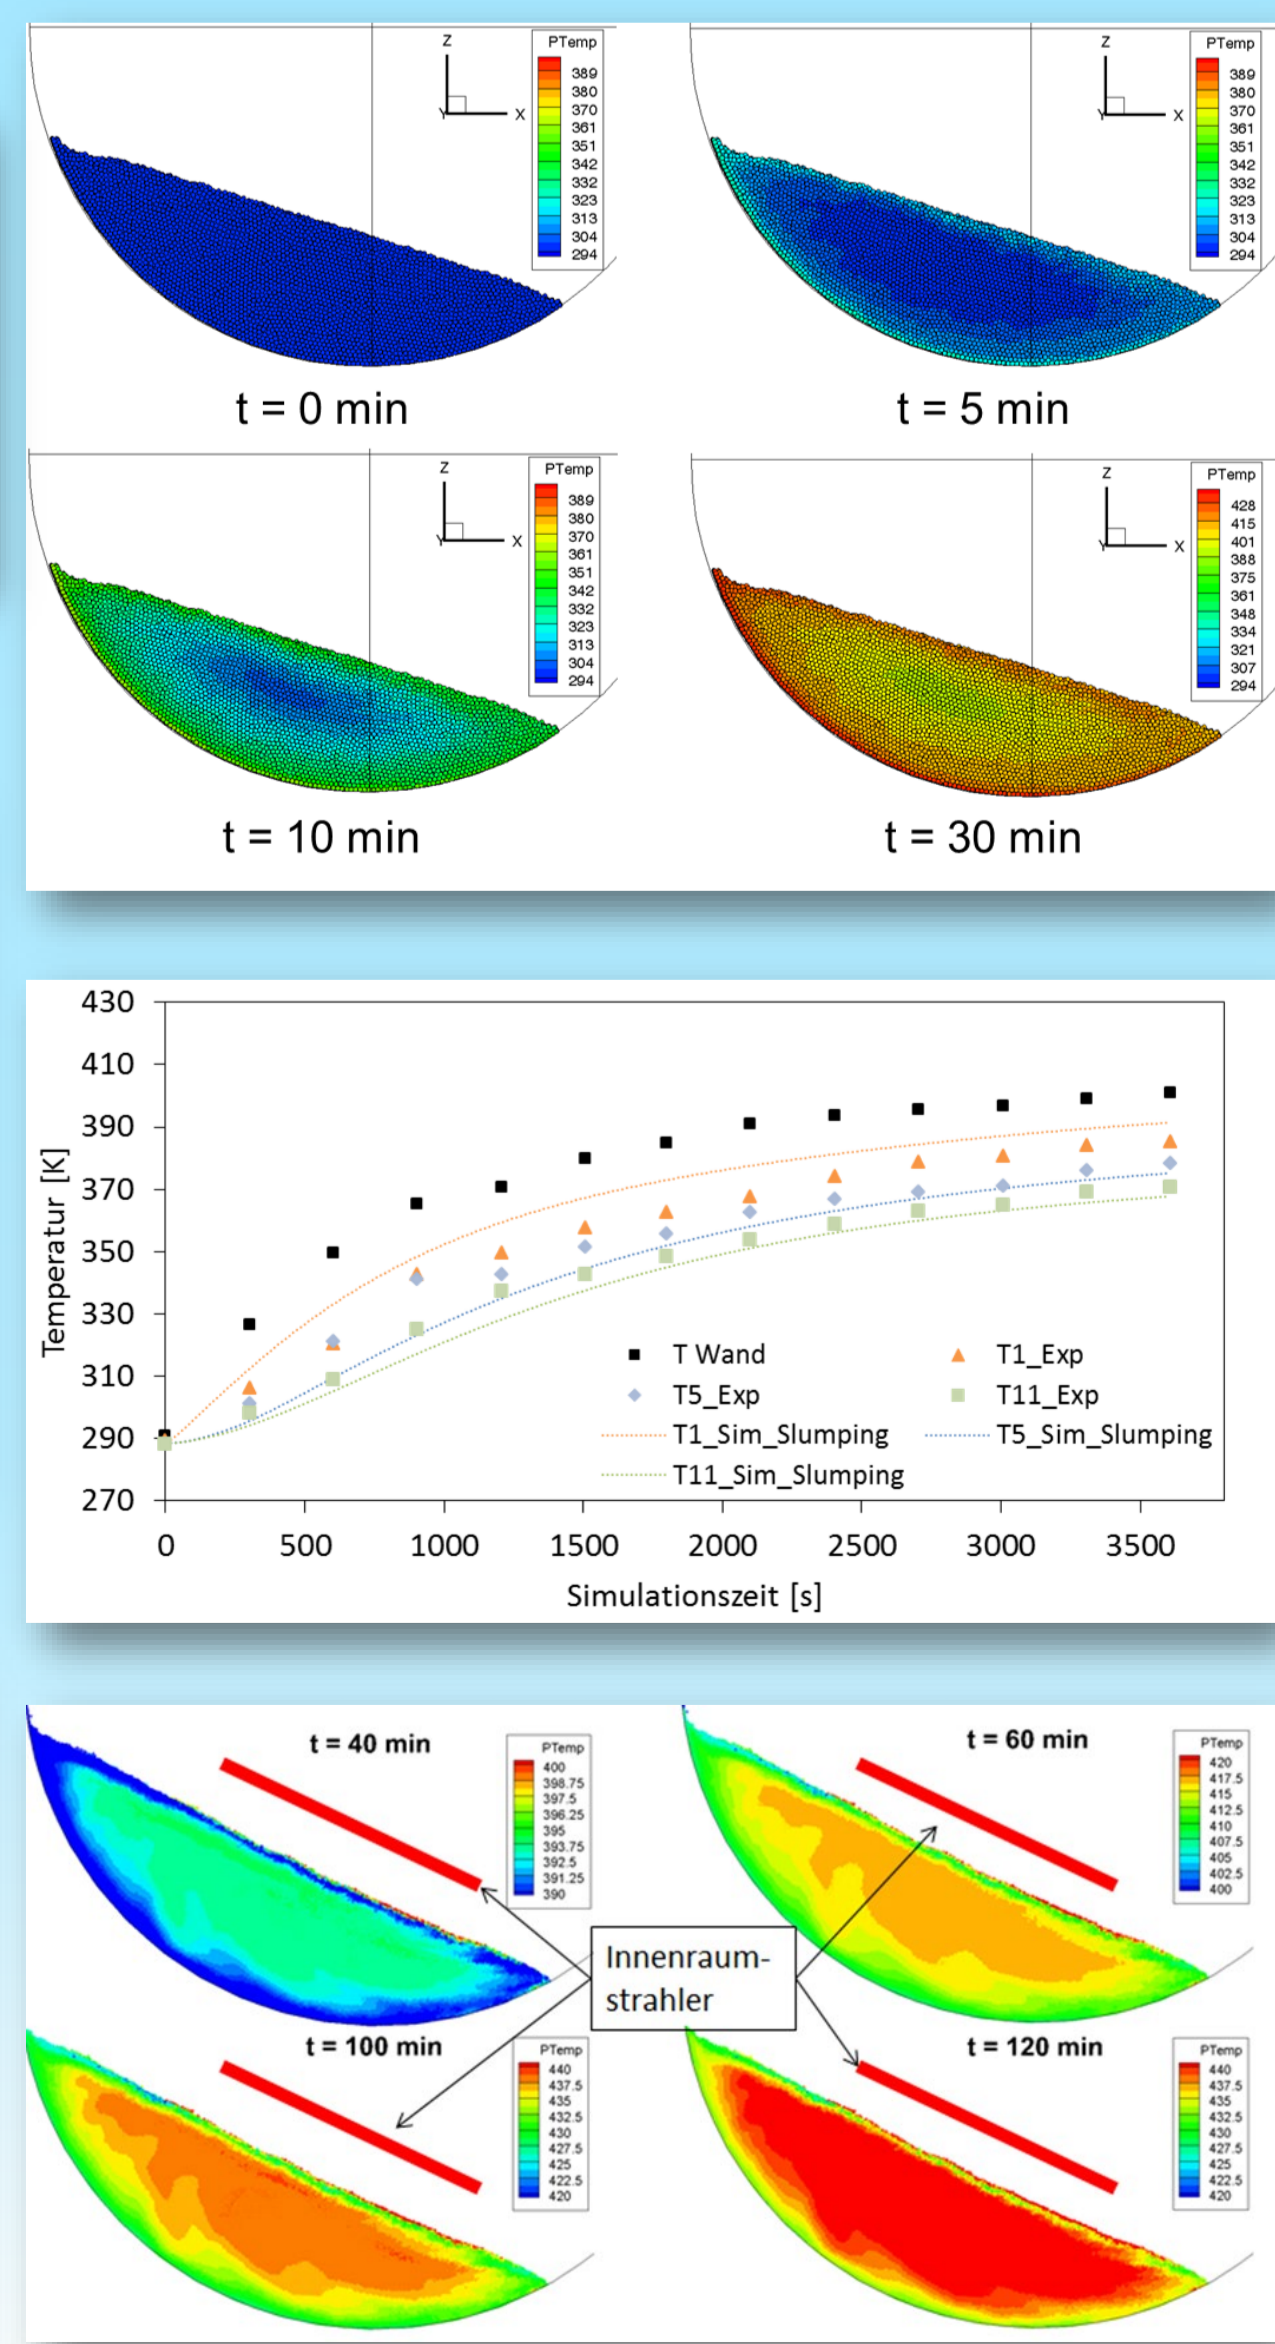 Z
X
Y
PTemp
389
380
370
361
351
342
332
323
313
304
294
t = 0 min
Z
X
Y
PTemp
389
380
370
361
351
342
332
323
313
304
294
t = 5 min
Z
X
Y
PTemp
389
380
370
361
351
342
332
323
313
304
294
t = 10 min
Z
X
Y
PTemp
428
415
401
388
375
361
348
334
321
307
294
t = 30 min
Temperatur [K]
430
410
390
370
350
330
310
290
270
T Wand
T1_Exp
T5_Exp
T11_Exp
T1_Sim_Slumping
T5_Sim_Slumping
T11_Sim_Slumping
0 500 1000 1500 2000 2500 3000 3500
Simulationszeit [s]
t = 40 min
PTemp
400
398.75
397.5
396.25
395
393.75
392.5
391.25
390
t = 60 min
PTemp
420
417.5
415
412.5
410
407.5
405
402.5
400
Innenraum-
strahler
t = 100 min
PTemp
440
437.5
435
432.5
430
427.5
425
422.5
420
t = 120 min
PTemp
440
437.5
435
432.5
430
427.5
425
422.5
420